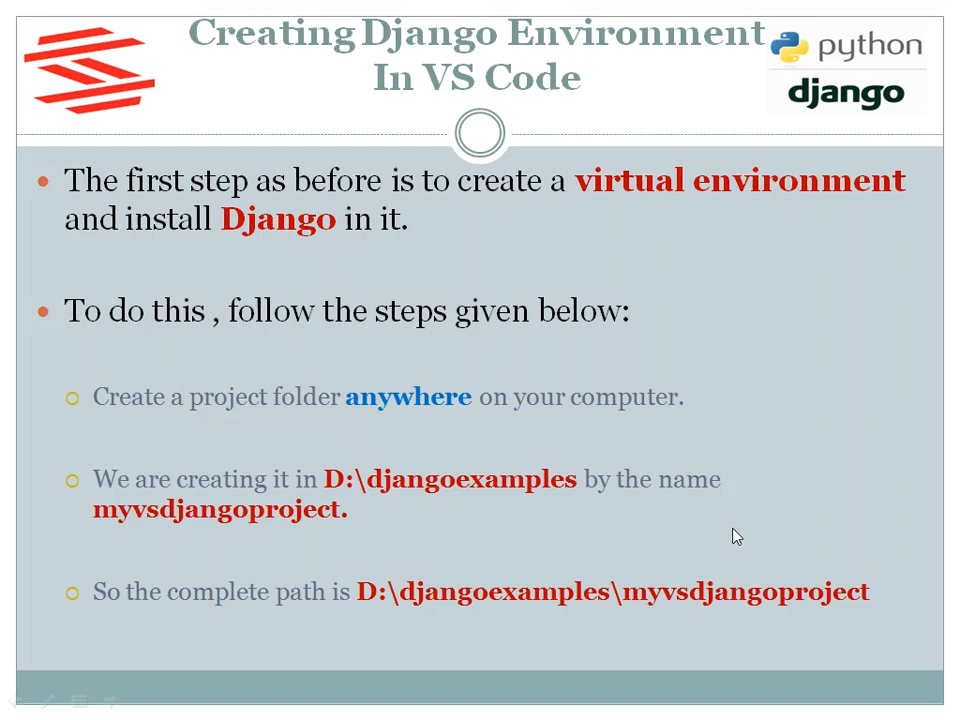 Creating Django Environment
In VS Code
python
django
The first step as before is to create a virtual environment
and install Django in it.
To do this , follow the steps given below:
Create a project folder anywhere on your computer.
We are creating it in D:\djangoexamples by the name
myvsdjangoproject.
So the complete path is D:\djangoexamples\myvsdjangoproject